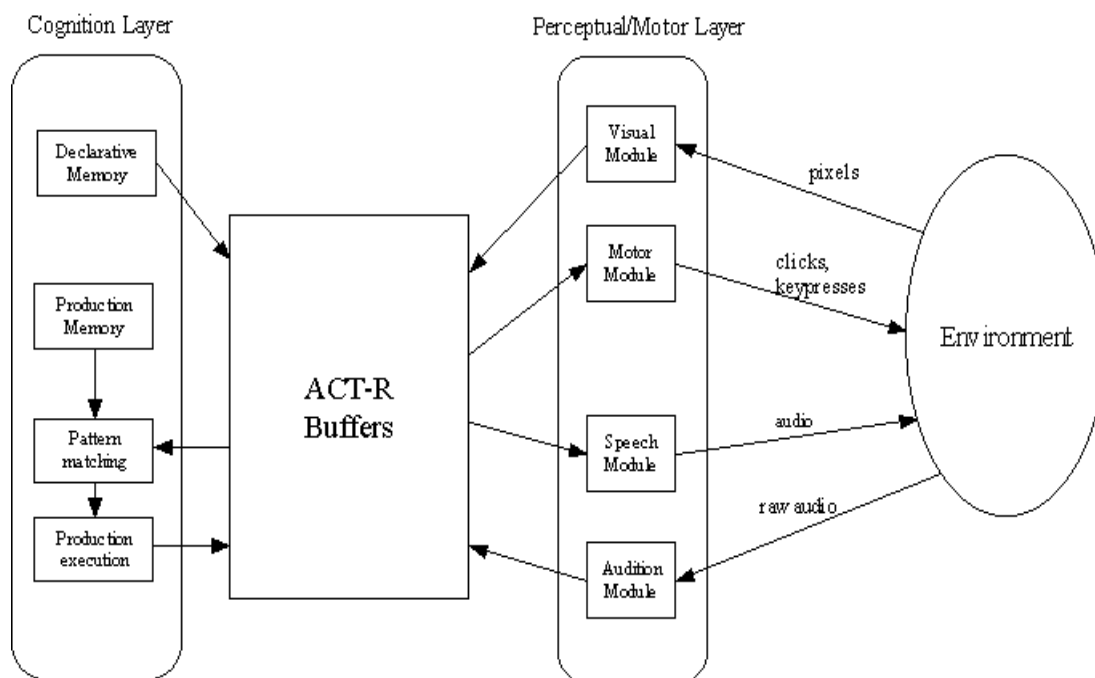 Cognition Layer
Perceptual/Motor Layer
Declarative
Memory
Production
Memory
Pattern
matching
Production
execution
ACT-R
Buffers
Visual
Module
Motor
Module
Speech
Module
Audition
Module
pixels
clicks,
keypresses
audio
raw audio
Environment